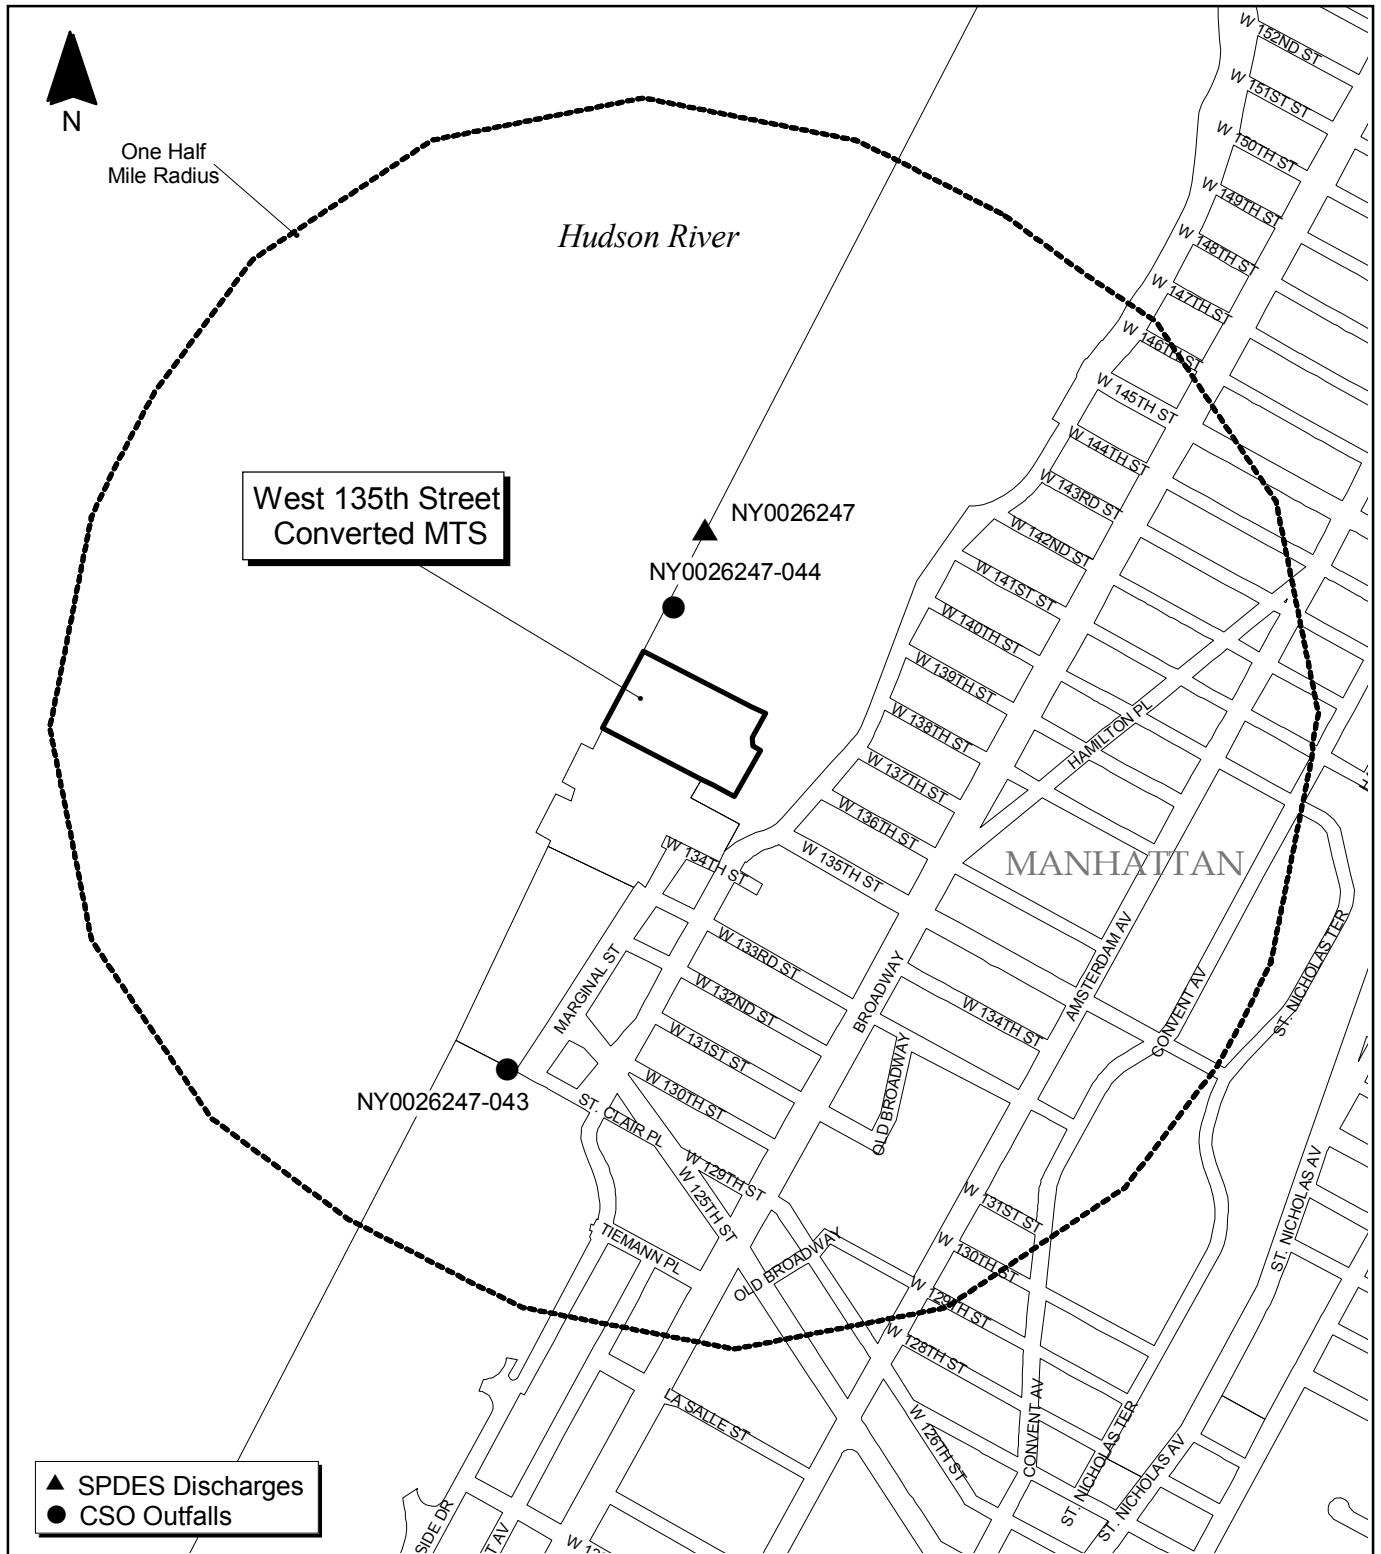 N
One Half
Mile Radius
Hudson River
W 152ND ST
W 151ST ST
W 150TH ST
W 149TH ST
W 148TH ST
W 147TH ST
W 146TH ST
W 145TH ST
W 144TH ST
W 143RD ST
W 142ND ST
W 141ST ST
W 140TH ST
W 139TH ST
W 138TH ST
W 137TH ST
W 136TH ST
W 135TH ST
West 135th Street
Converted MTS
NY0026247
NY0026247-044
HAMILTON PL
MANHATTAN
W 134TH ST
W 133RD ST
W 132ND ST
W 131ST ST
W 130TH ST
W 129TH ST
W 125TH ST
MARGINAL ST
BROADWAY
OLD BROADWAY
W 134TH ST
AMSTERDAM AV
CONVENT AV
ST. NICHOLAS TER
NY0026247-043
ST. CLAIR PL
TIEMANN PL
OLD BROADWAY
W 131ST ST
W 130TH ST
W 129TH ST
W 128TH ST
ST. NICHOLAS AV
LA SALLE ST
W 126TH ST
CONVENT AV
ST. NICHOLAS TER
ST. NICHOLAS AV
SIDE DR
T AV
SPDES Discharges
CSO Outfalls